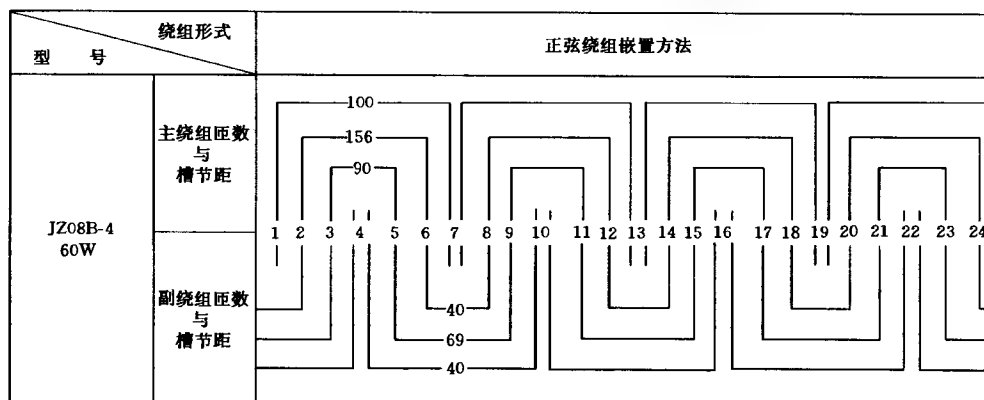 绕组形式
型 号
正弦绕组嵌置方法
JZ08B-4
60W
主绕组匝数
与
槽节距
100
156
90
1 2 3 4 5 6 7 8 9 10 11 12 13 14 15 16 17 18 19 20 21 22 23 24
副绕组匝数
与
槽节距
40
69
40